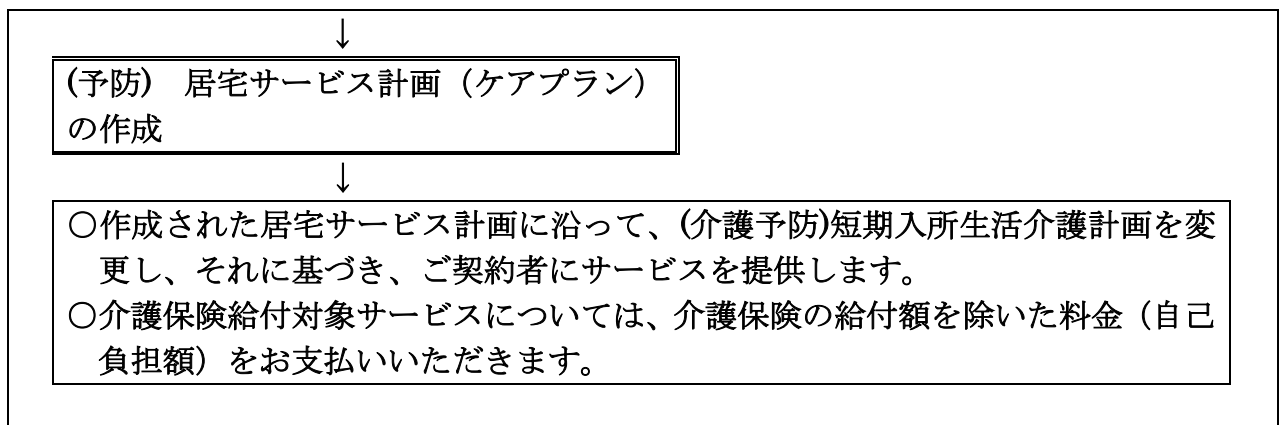 ↓
(予防)　居宅サービス計画（ケアプラン）
の作成
↓
○作成された居宅サービス計画に沿って、(介護予防)短期入所生活介護計画を変
更し、それに基づき、ご契約者にサービスを提供します。
○介護保険給付対象サービスについては、介護保険の給付額を除いた料金（自己
負担額）をお支払いいただきます。